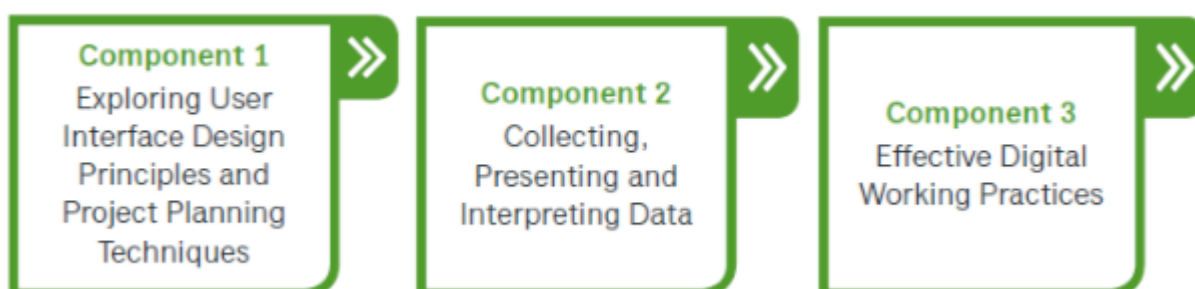 Component 1
Exploring User
Interface Design
Principles and
Project Planning
Techniques
Component 2
Collecting,
Presenting and
Interpreting Data
Component 3
Effective Digital
Working Practices